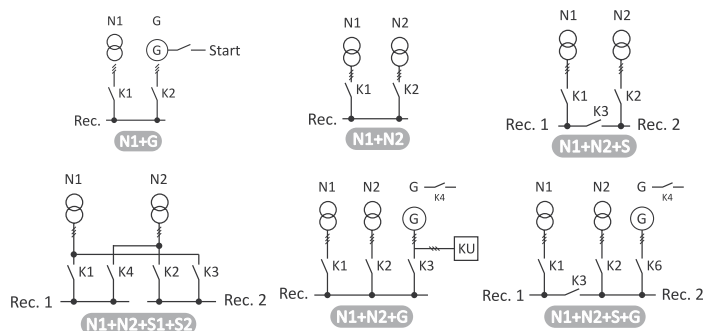 N1 G
G Start
K1 K2
Rec.
N1+G
N1 N2
K1 K2
Rec.
N1+N2
N1 N2
K1 K2
K3
Rec. 1 Rec. 2
N1+N2+S
N1 N2
K1 K4 K2 K3
Rec. 1 Rec. 2
N1+N2+S1+S2
N1 N2 G
K4
G
KU
K1 K2 K3
Rec.
N1+N2+G
N1 N2 G
K4
G
K1 K2 K6
K3
Rec. 1 Rec. 2
N1+N2+S+G